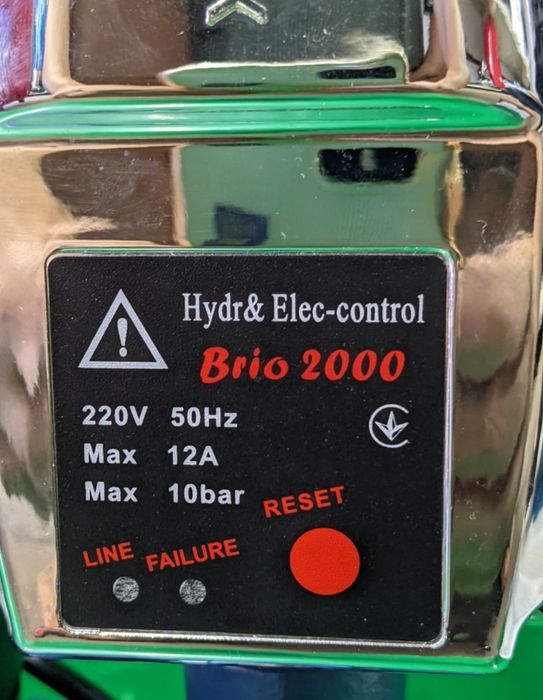 Hydr& Elec-control
Brio 2000
220V 50Hz
Max 12A
Max 10bar
RESET
LINE FAILURE